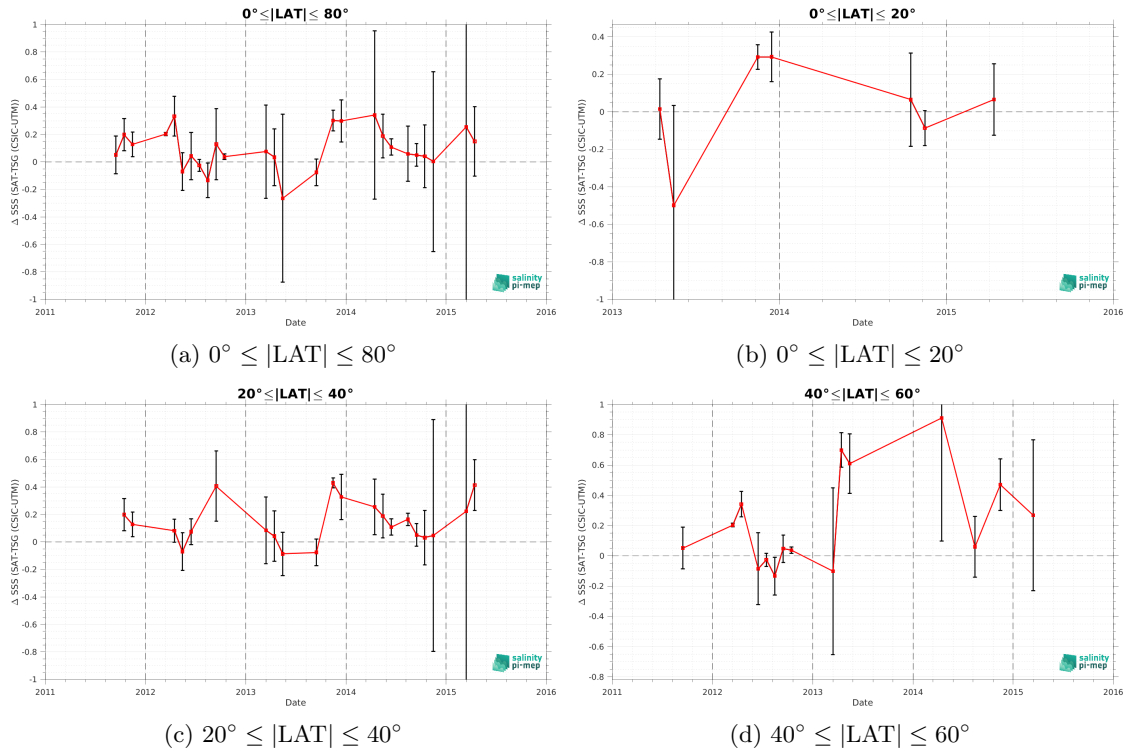 0°≤|LAT|≤ 80°
Δ SSS (SAT-TSG (CSIC-UTM))
1
0.8
0.6
0.4
0.2
0
-0.2
-0.4
-0.6
-0.8
-1
2011 2012 2013 2014 2015 2016
Date
salinity
pi-mep
(a) 0° ≤ |LAT| ≤ 80°
0°≤|LAT|≤ 20°
Δ SSS (SAT-TSG (CSIC-UTM))
0.4
0.2
0
-0.2
-0.4
-0.6
-0.8
-1
2013 2014 2015 2016
Date
salinity
pi-mep
(b) 0° ≤ |LAT| ≤ 20°
20°≤|LAT|≤ 40°
Δ SSS (SAT-TSG (CSIC-UTM))
1
0.8
0.6
0.4
0.2
0
-0.2
-0.4
-0.6
-0.8
-1
2011 2012 2013 2014 2015 2016
Date
salinity
pi-mep
(c) 20° ≤ |LAT| ≤ 40°
40°≤|LAT|≤ 60°
Δ SSS (SAT-TSG (CSIC-UTM))
1
0.8
0.6
0.4
0.2
0
-0.2
-0.4
-0.6
-0.8
2011 2012 2013 2014 2015 2016
Date
salinity
pi-mep
(d) 40° ≤ |LAT| ≤ 60°